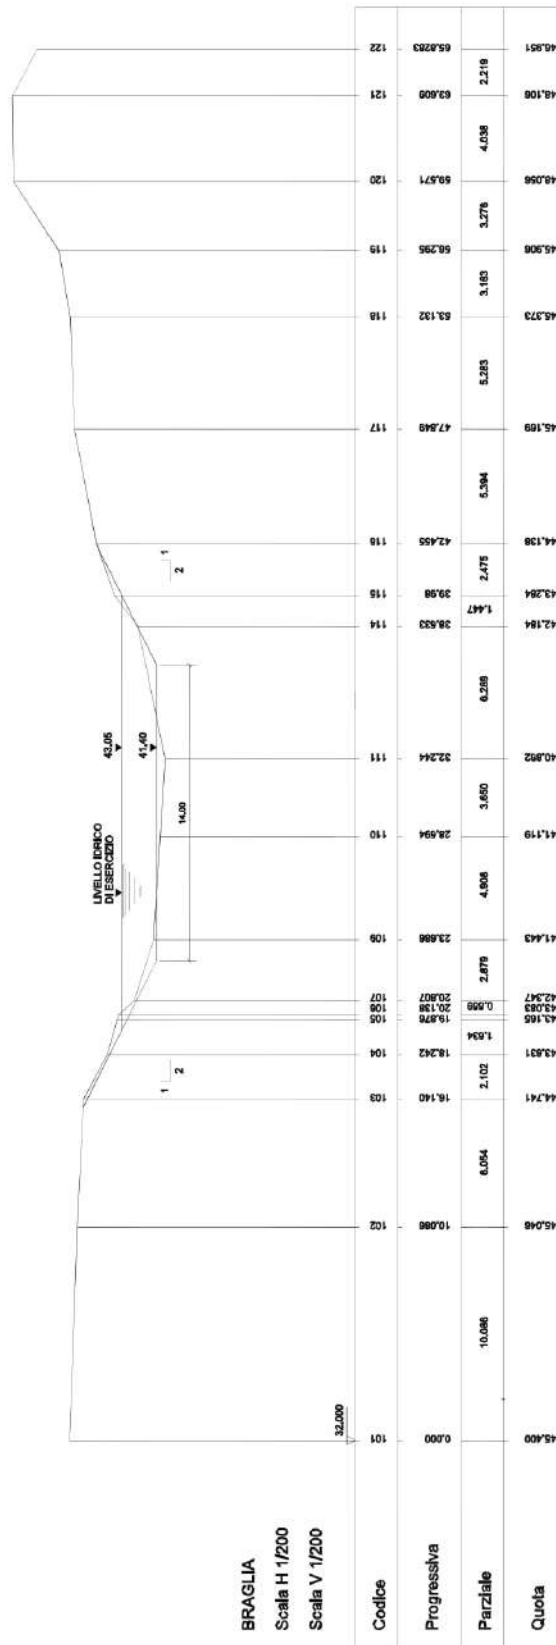 LIVELLO IDRICO
DI ESERCIZIO
43.05
41.40
14.00
1
2
2
1
BRAGLIA
Scala H 1/200
Scala V 1/200
32.000
Codice 101 102 103 104 105 106 107 109 110 111 114 115 116 117 118 119 120 121 122
Progressiva 0.000 10.086 16.140 18.242 19.876 20.138 20.807 23.686 28.594 32.244 38.533 39.98 42.455 47.849 53.132 56.295 59.571 63.609 65.8283
Parziale 10.086 6.054 2.102 1.634 0.669 2.879 4.908 3.650 6.289 1.447 2.475 5.394 5.283 3.163 3.276 4.038 2.219
Quota 45,400 45,046 44,741 43,631 43,165 43,083 42,347 41,443 41,119 40,892 42,184 43,264 44,138 45,169 45,373 45,906 48,056 48,106 46,951